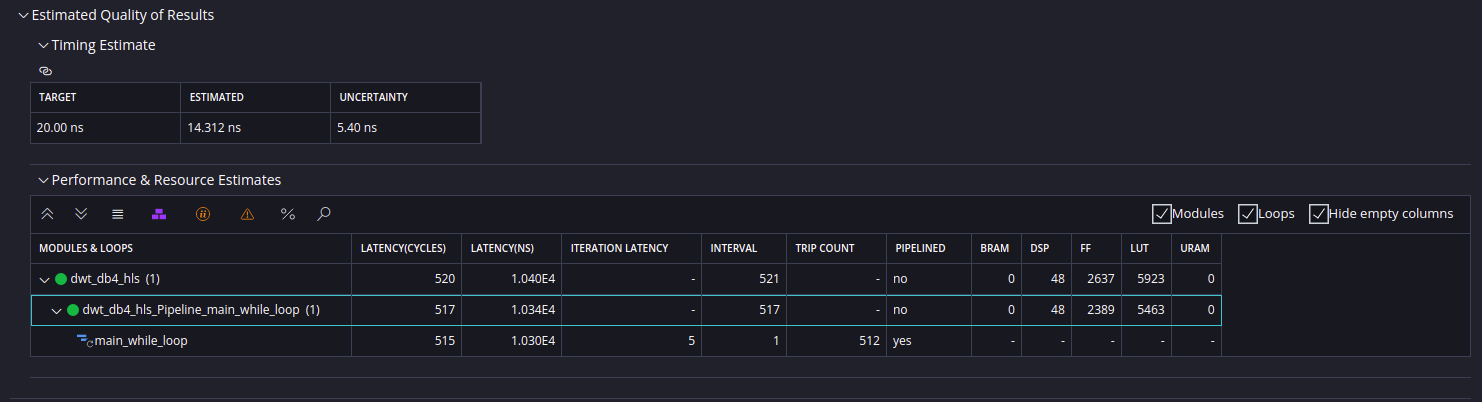 Estimated Quality of Results
Timing Estimate
TARGET ESTIMATED UNCERTAINTY
20.00 ns 14.312 ns 5.40 ns
Performance & Resource Estimates
% Modules Loops Hide empty columns
MODULES & LOOPS LATENCY(CYCLES) LATENCY(NS) ITERATION LATENCY INTERVAL TRIP COUNT PIPELINED BRAM DSP FF LUT URAM
dwt_db4_hls (1) 520 1.040E4 - 521 - no 0 48 2637 5923 0
dwt_db4_hls_Pipeline_main_while_loop (1) 517 1.034E4 - 517 - no 0 48 2389 5463 0
main_while_loop 515 1.030E4 5 1 512 yes - - - - -